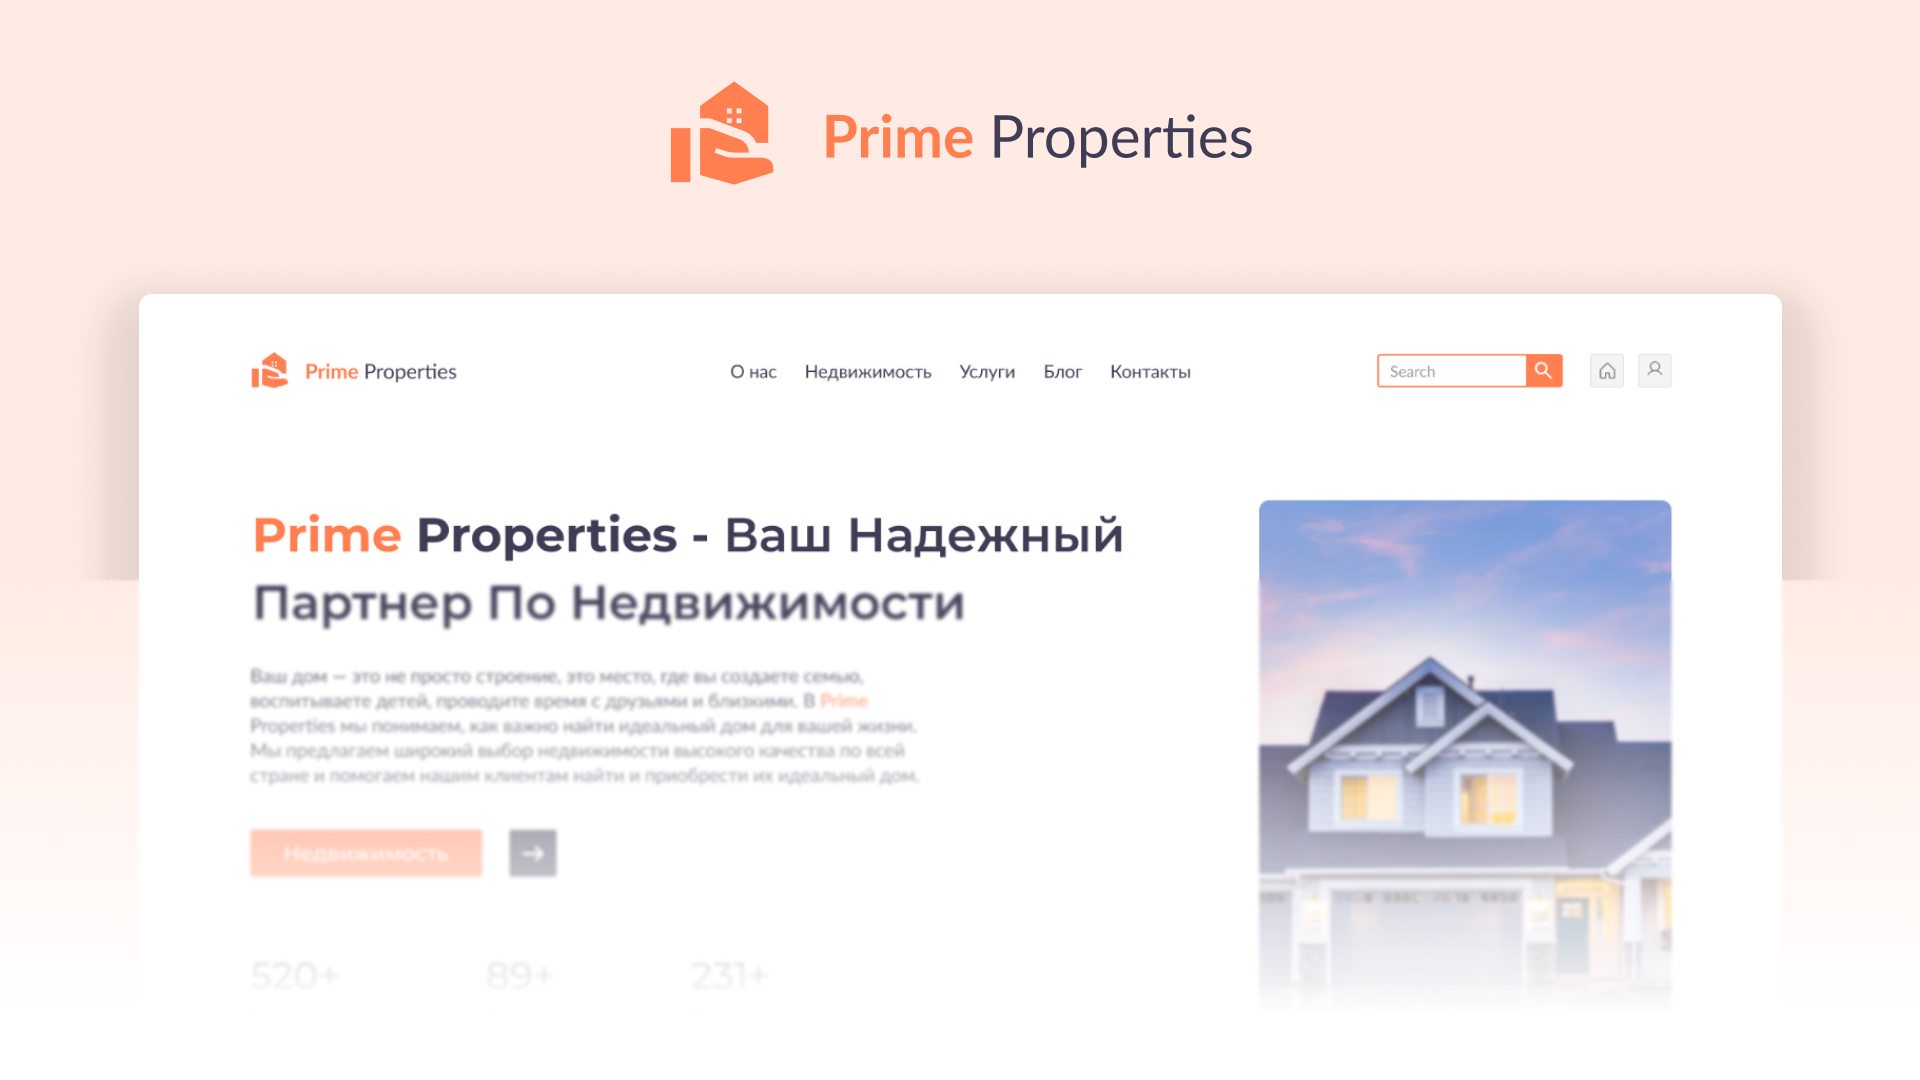 Prime Properties
Prime Properties
О нас Недвижимость Услуги Блог Контакты
Search
Prime Properties - Ваш Надежный
Партнер По Недвижимости
Ваш дом — это не просто строение, это место, где вы создаете семью,
воспитываете детей, проводите время с друзьями и близкими. В Prime
Properties мы понимаем, как важно найти идеальный дом для вашей жизни.
Мы предлагаем широкий выбор недвижимости высокого качества по всей
стране и помогаем нашим клиентам найти и приобрести их идеальный дом.
Недвижимость
520+ 89+ 231+